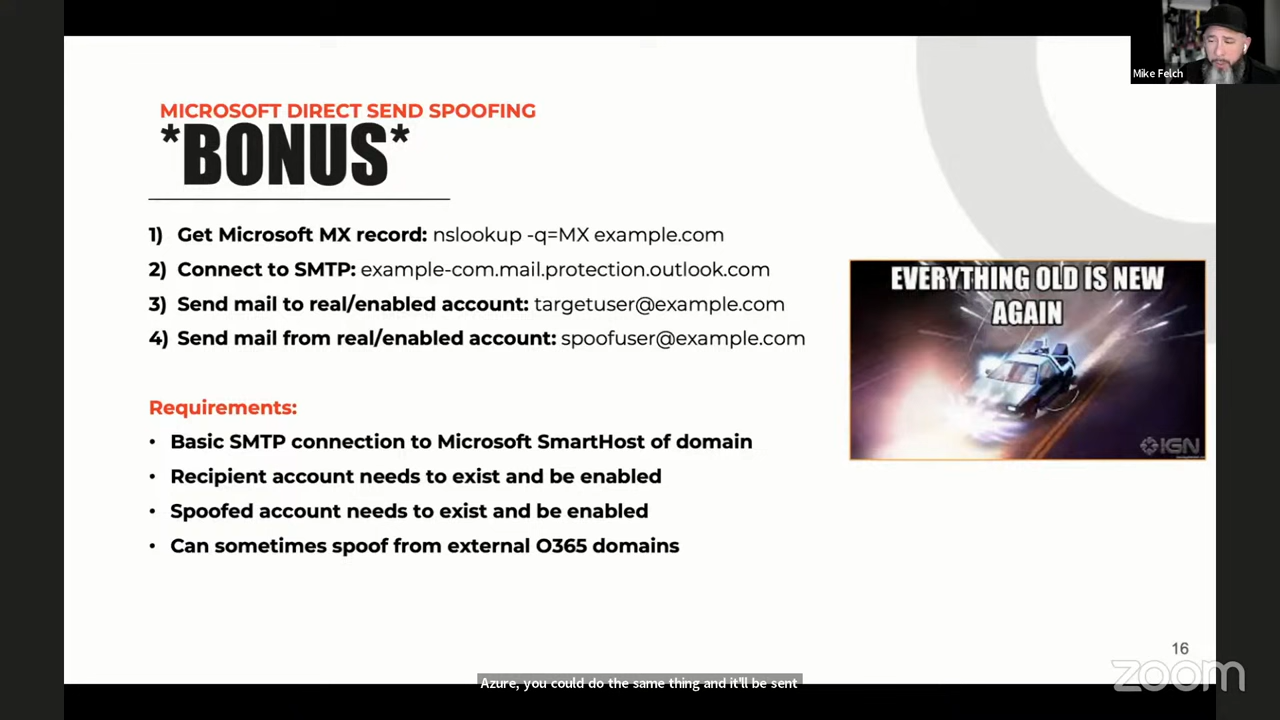 Mike Felch
MICROSOFT DIRECT SEND SPOOFING
*BONUS*
1) Get Microsoft MX record: nslookup -q=MX example.com
2) Connect to SMTP: example-com.mail.protection.outlook.com
3) Send mail to real/enabled account: targetuser@example.com
4) Send mail from real/enabled account: spoofuser@example.com
EVERYTHING OLD IS NEW
AGAIN
IGN
Requirements:
• Basic SMTP connection to Microsoft SmartHost of domain
• Recipient account needs to exist and be enabled
• Spoofed account needs to exist and be enabled
• Can sometimes spoof from external O365 domains
16
zoom
Azure, you could do the same thing and it'll be sent